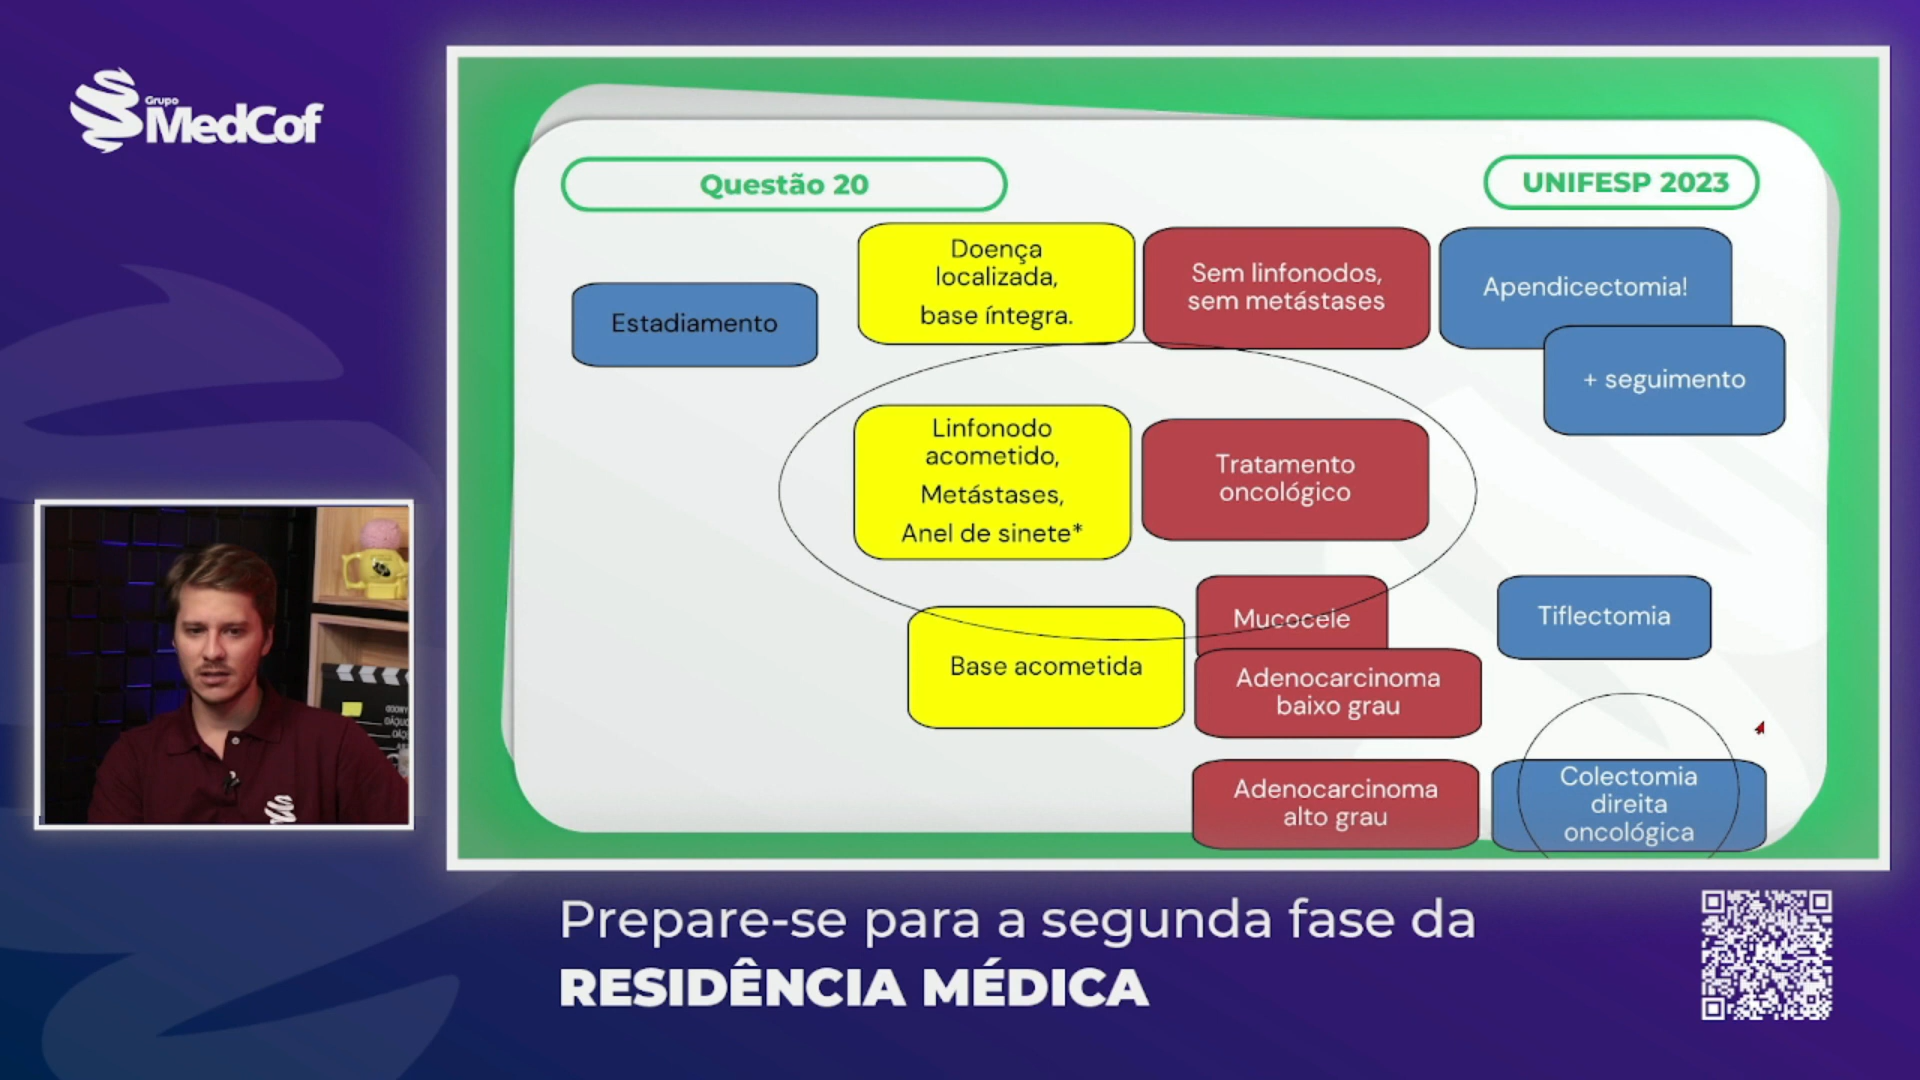 Grupo
MedCof
Questão 20
UNIFESP 2023
Estadiamento
Doença
localizada,
base íntegra.
Sem linfonodos,
sem metástases
Apendicectomia!
+ seguimento
Linfonodo
acometido,
Metástases,
Anel de sinete*
Tratamento
oncológico
Base acometida
Mucocele
Adenocarcinoma
baixo grau
Tiflectomia
Adenocarcinoma
alto grau
Colectomia
direita
oncológica
Prepare-se para a segunda fase da
RESIDÊNCIA MÉDICA